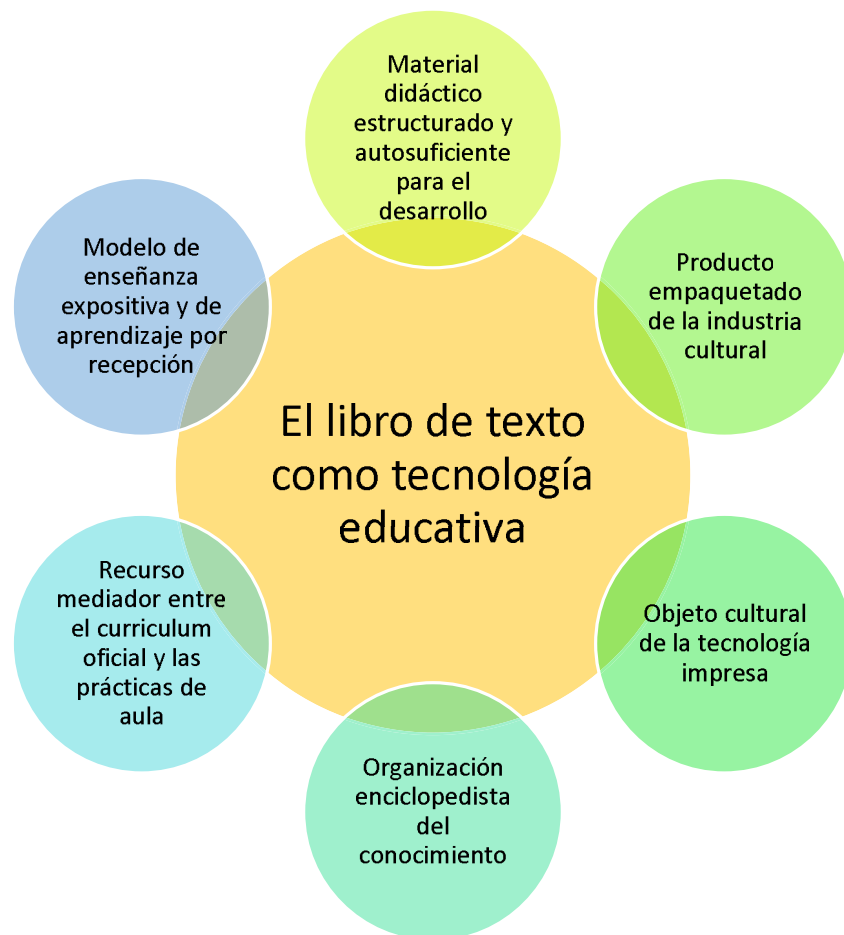 Material
didáctico
estructurado y
autosuficiente
para el
desarrollo
Producto
empaquetado
de la industria
cultural
Objeto cultural
de la tecnología
impresa
Organización
enciclopedista
del
conocimiento
Recurso
mediador entre
el curriculum
oficial y las
prácticas de
aula
Modelo de
enseñanza
expositiva y de
aprendizaje por
recepción
El libro de texto
como tecnología
educativa